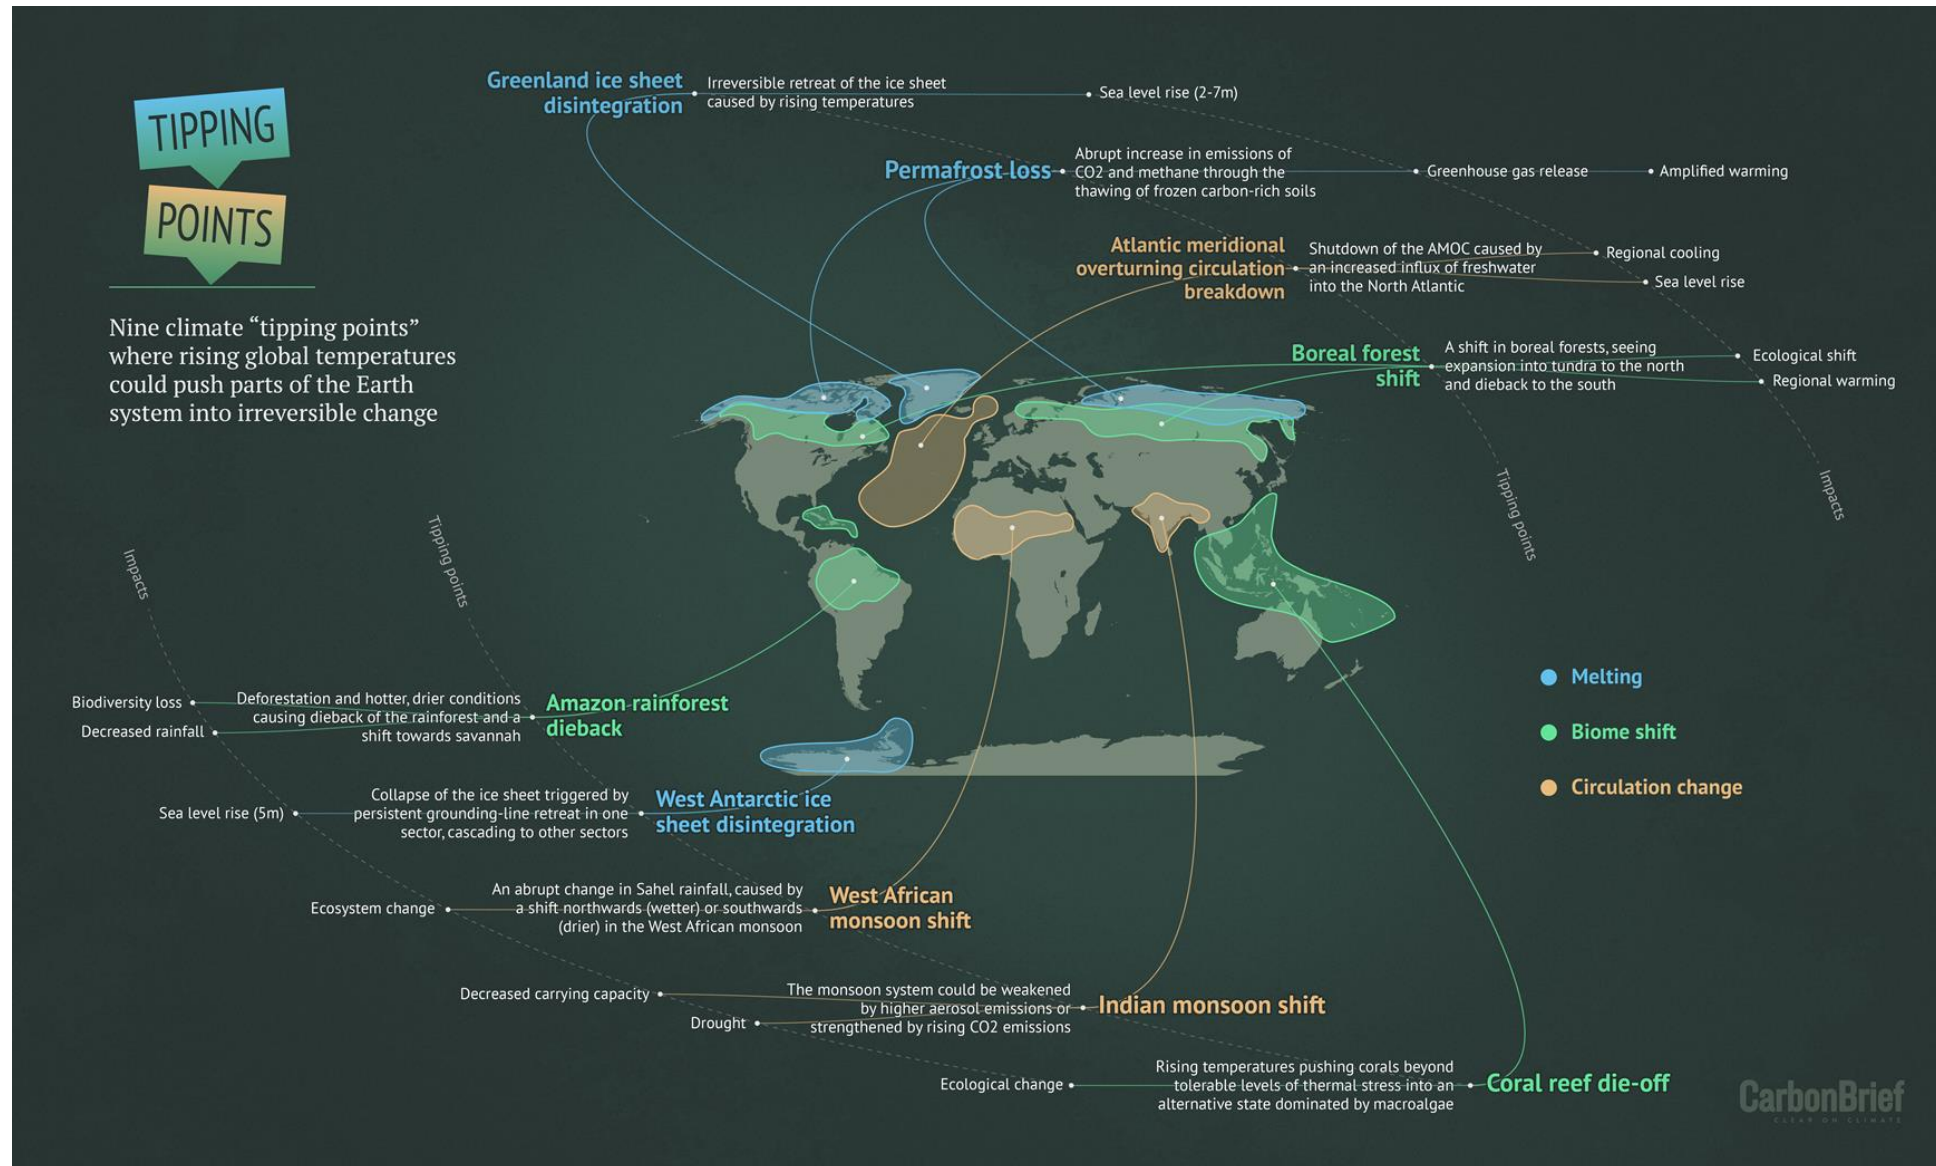 TIPPING
POINTS
Nine climate “tipping points”
where rising global temperatures
could push parts of the Earth
system into irreversible change
Greenland ice sheet
disintegration
Irreversible retreat of the ice sheet
caused by rising temperatures
Sea level rise (2-7m)
Permafrost loss
Abrupt increase in emissions of
CO2 and methane through the
thawing of frozen carbon-rich soils
Greenhouse gas release
Amplified warming
Atlantic meridional
overturning circulation
breakdown
Shutdown of the AMOC caused by
an increased influx of freshwater
into the North Atlantic
Regional cooling
Sea level rise
Boreal forest
shift
A shift in boreal forests, seeing
expansion into tundra to the north
and dieback to the south
Ecological shift
Regional warming
Tipping points
Impacts
Impacts
Tipping points
Biodiversity loss
Decreased rainfall
Deforestation and hotter, drier conditions
causing dieback of the rainforest and a
shift towards savannah
Amazon rainforest
dieback
Sea level rise (5m)
Collapse of the ice sheet triggered by
persistent grounding-line retreat in one
sector, cascading to other sectors
West Antarctic ice
sheet disintegration
Ecosystem change
An abrupt change in Sahel rainfall, caused by
a shift northwards (wetter) or southwards
(drier) in the West African monsoon
West African
monsoon shift
Decreased carrying capacity
Drought
The monsoon system could be weakened
by higher aerosol emissions or
strengthened by rising CO2 emissions
Indian monsoon shift
Ecological change
Rising temperatures pushing corals beyond
tolerable levels of thermal stress into an
alternative state dominated by macroalgae
Coral reef die-off
Melting
Biome shift
Circulation change
CarbonBrief
CLEAR ON CLIMATE